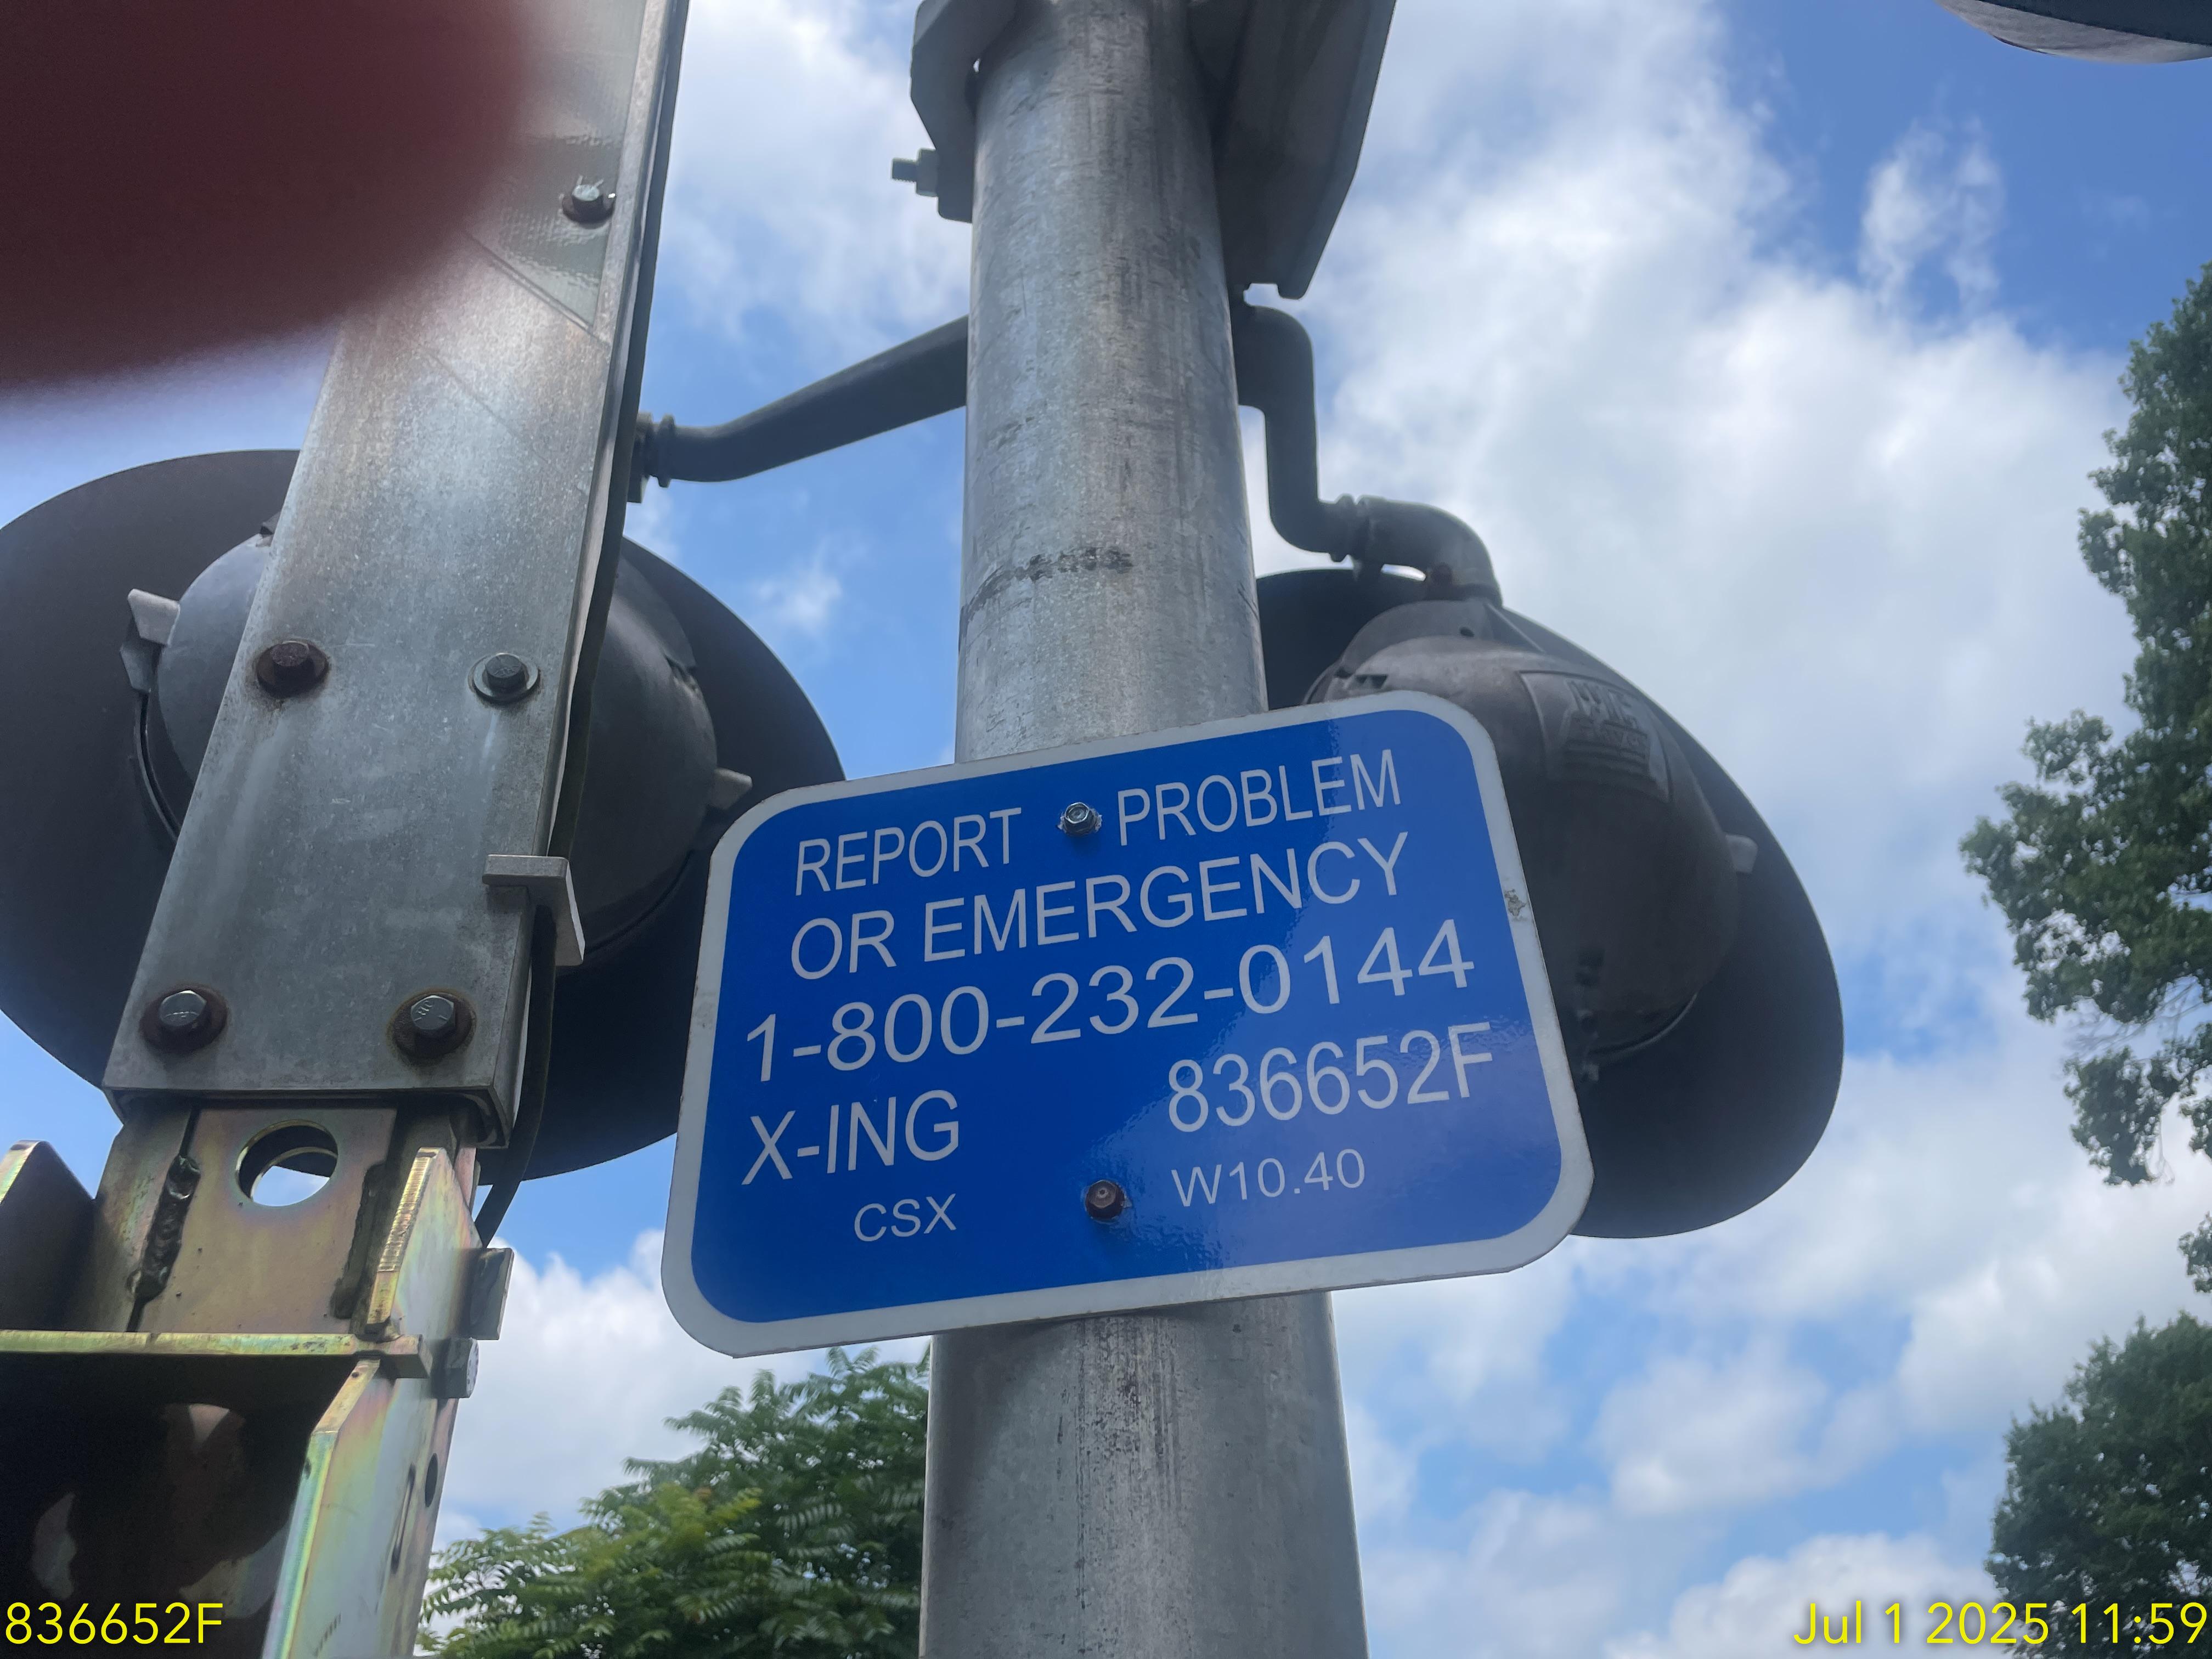 REPORT PROBLEM
OR EMERGENCY
1-800-232-0144
X-ING 836652F
CSX W10.40
836652F
Jul 1 2025 11:59